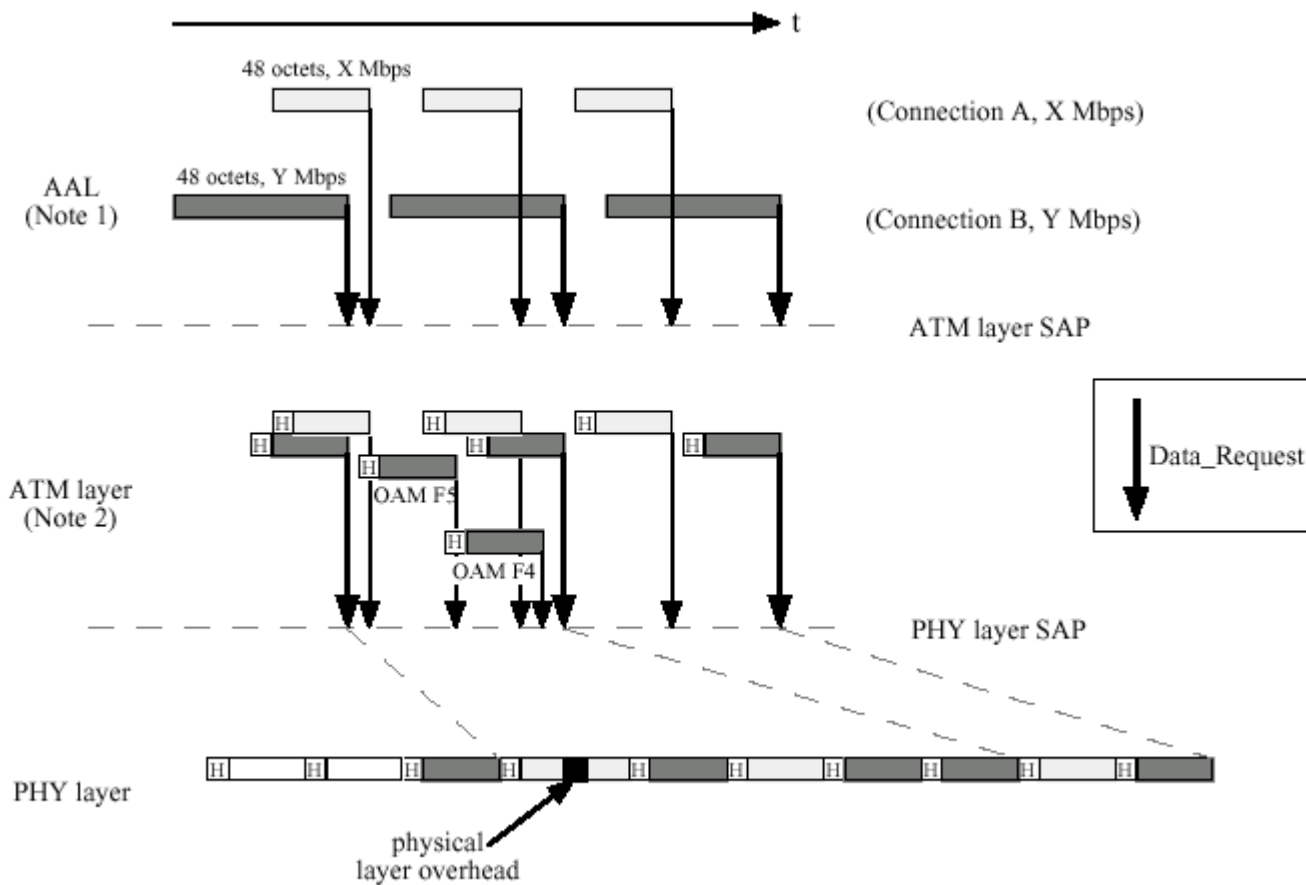 t
48 octets, X Mbps
(Connection A, X Mbps)
48 octets, Y Mbps
AAL
(Note 1)
(Connection B, Y Mbps)
ATM layer SAP
H
H
H
H
H
H
H
OAM F5
ATM layer
(Note 2)
H
OAM F4
Data_Request
PHY layer SAP
H
H
H
H
H
H
H
H
H
H
PHY layer
physical
layer overhead